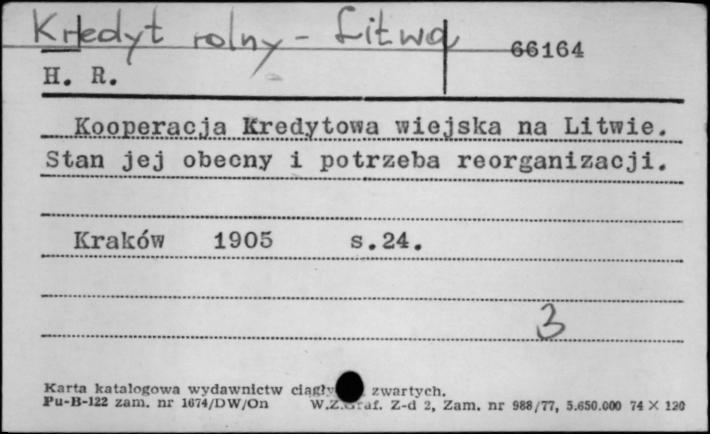 Kredyt rolny - Litwa
66164
H. R.
Kooperacja Kredytowa wiejska na Litwie.
Stan jej obecny i potrzeba reorganizacji.
Kraków 1905 s.24.
3
Karta katalogowa wydawnictw zwartych.
Pu-B-122 zam. nr 1674/DW/On W.Z.Graf. Z-d 2, Zam. nr 988/77, 5.650.000 74 X 120